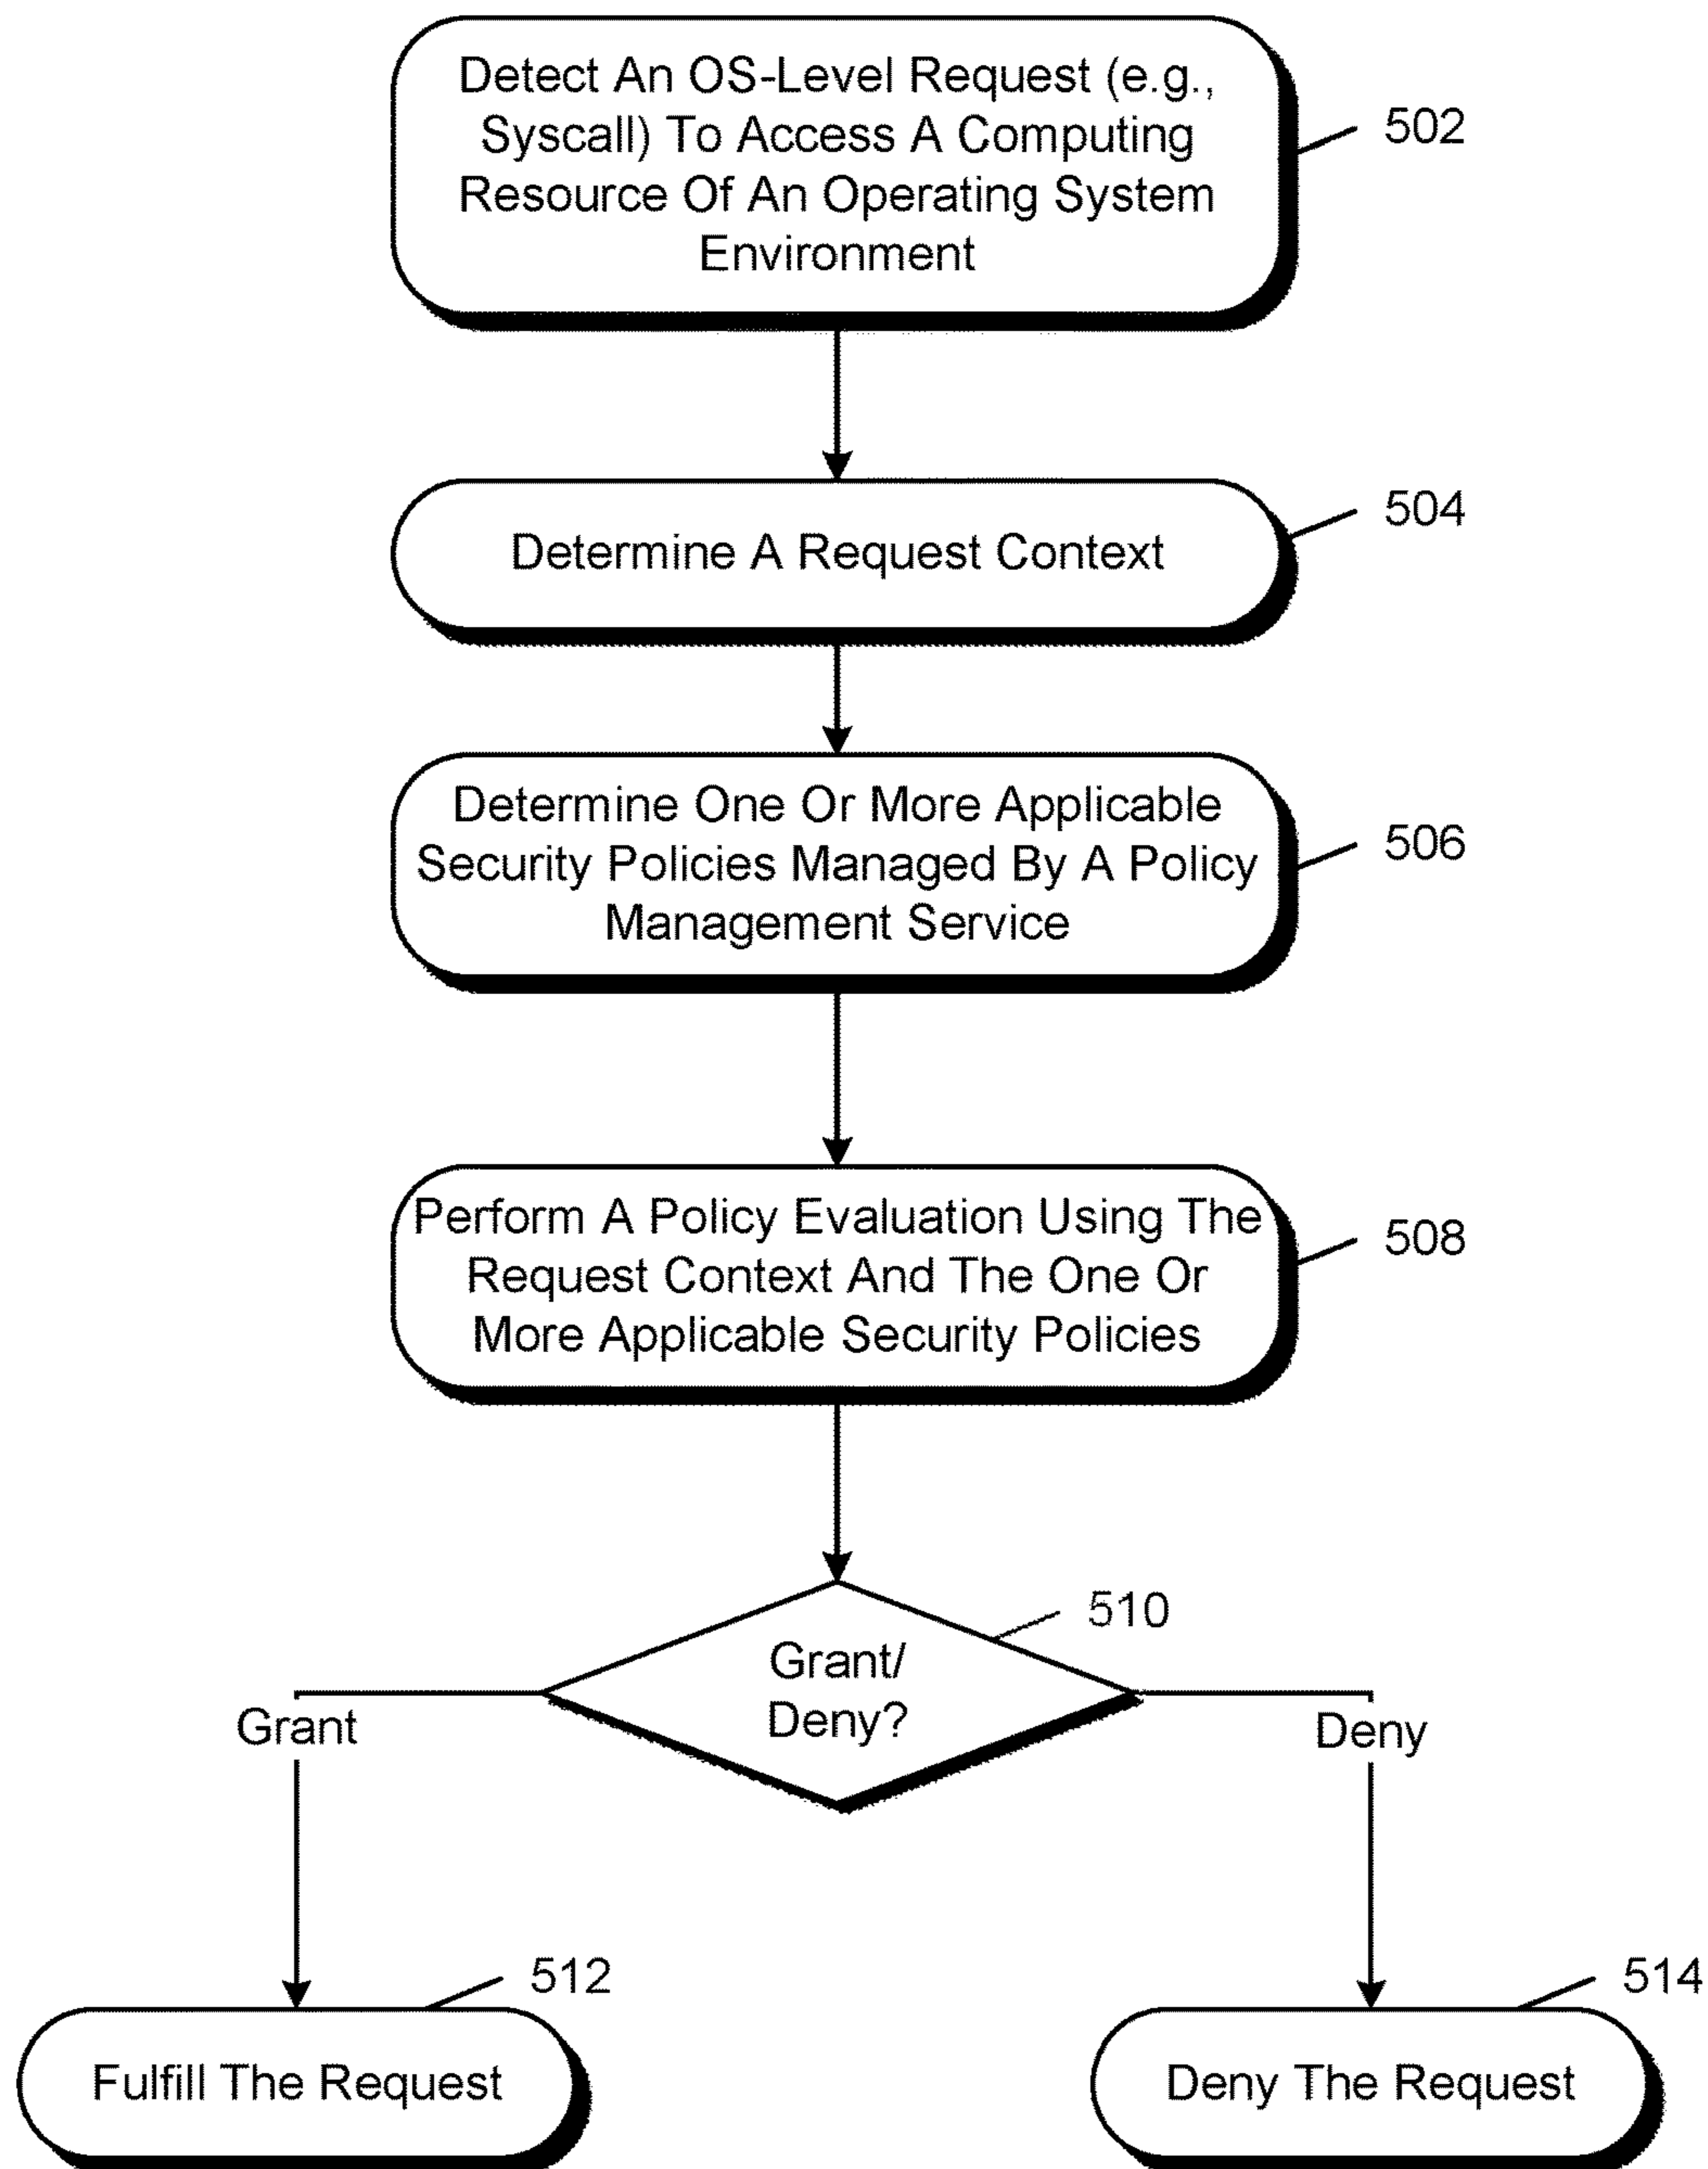 Detect An OS-Level Request (e.g.,
Syscall) To Access A Computing
Resource Of An Operating System
Environment
502
Determine A Request Context
504
Determine One Or More Applicable
Security Policies Managed By A Policy
Management Service
506
Perform A Policy Evaluation Using The
Request Context And The One Or
More Applicable Security Policies
508
Grant/
Deny?
510
Grant
Deny
Fulfill The Request
512
Deny The Request
514